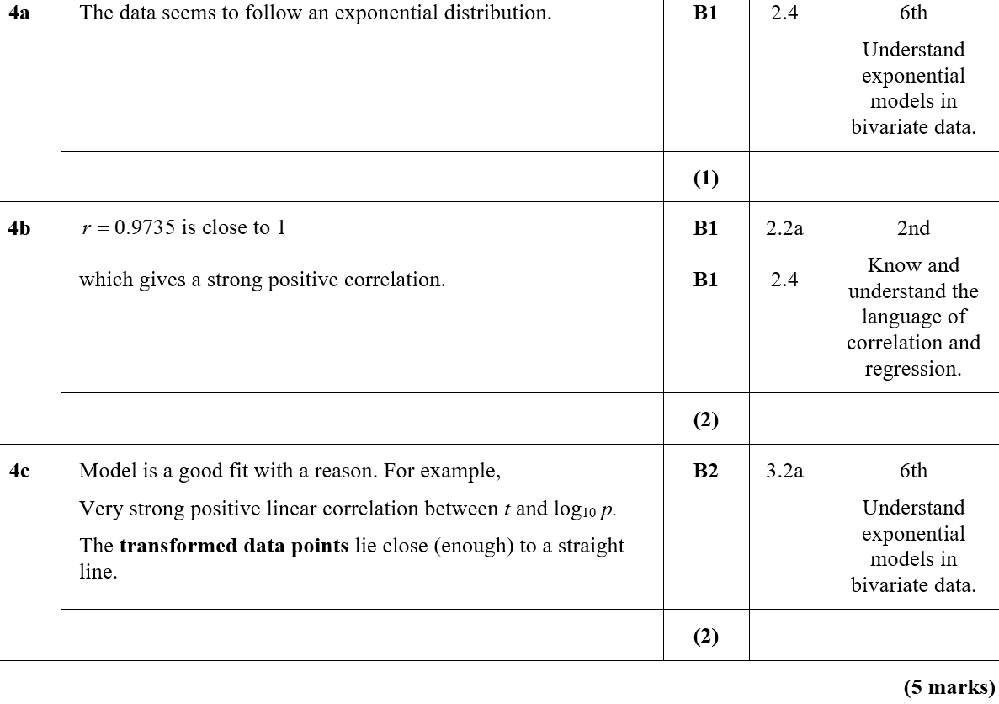 4a The data seems to follow an exponential distribution. B1 2.4 6th
Understand
exponential
models in
bivariate data.
(1)
4b r = 0.9735 is close to 1 B1 2.2a 2nd
Know and
understand the
language of
correlation and
regression.
which gives a strong positive correlation. B1 2.4
(2)
4c Model is a good fit with a reason. For example, B2 3.2a 6th
Very strong positive linear correlation between t and log₁₀ p.
The transformed data points lie close (enough) to a straight
line.
Understand
exponential
models in
bivariate data.
(2)
(5 marks)